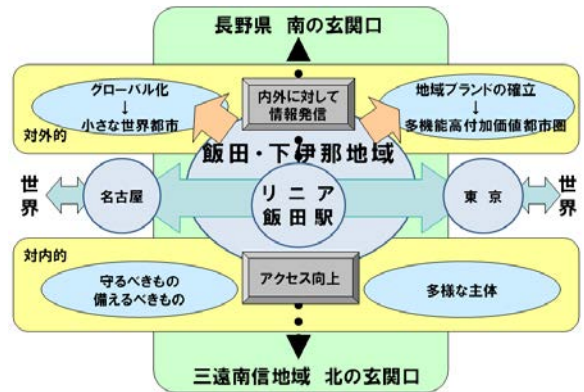 長野県 南の玄関口
グローバル化
↓
小さな世界都市
内外に対して
情報発信
地域ブランドの確立
↓
多機能高付加価値都市圏
対外的
飯田・下伊那地域
世界
名古屋
リニア
飯田駅
東京
世界
対内的
守るべきもの
備えるべきもの
アクセス向上
多様な主体
三遠南信地域 北の玄関口